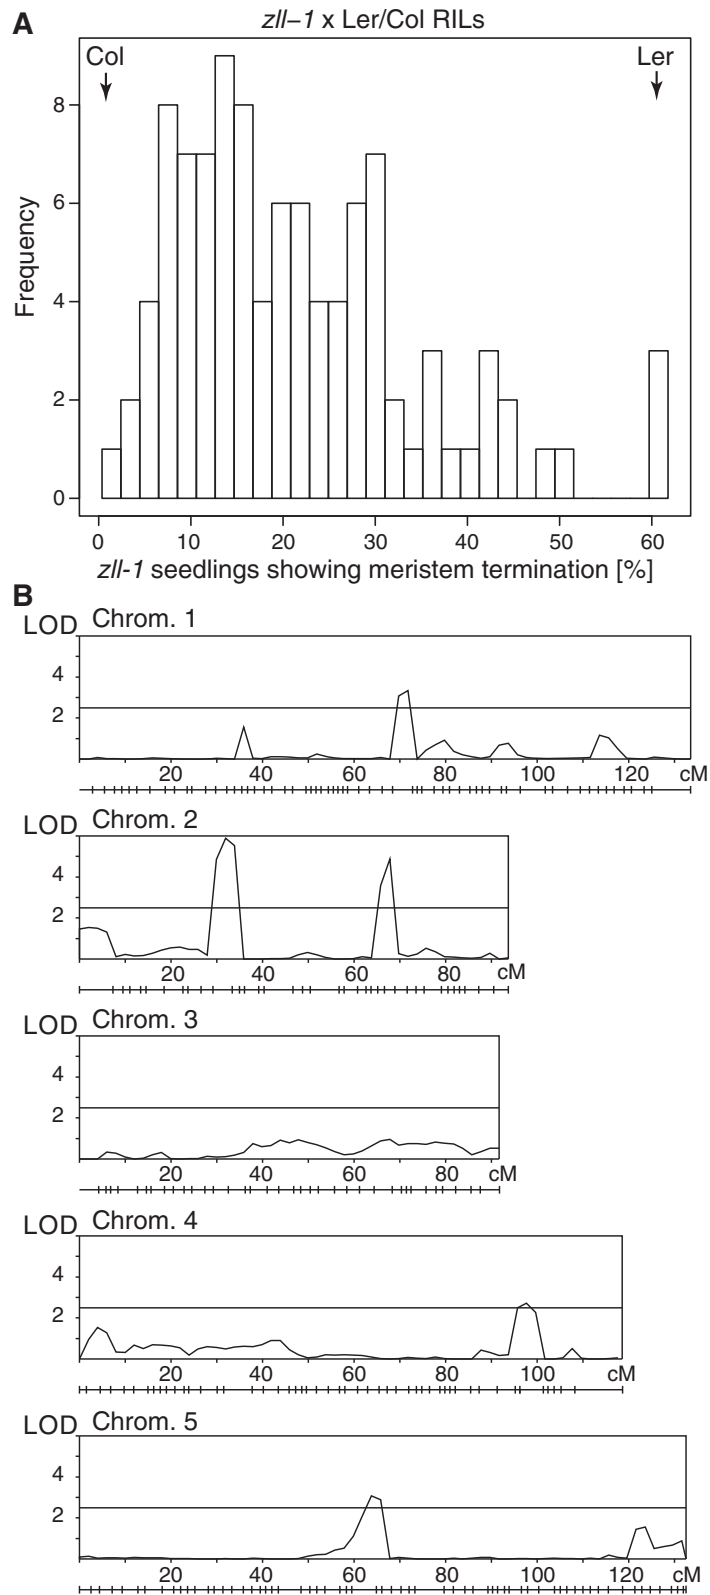 A
zll–1 x Ler/Col RILs
Col
Ler
8
6
4
2
0
Frequency
0 10 20 30 40 50 60
zll-1 seedlings showing meristem termination [%]
B
LOD Chrom. 1
4
2
20 40 60 80 100 120 cM
LOD Chrom. 2
4
2
20 40 60 80 cM
LOD Chrom. 3
4
2
20 40 60 80 cM
LOD Chrom. 4
4
2
20 40 60 80 100 cM
LOD Chrom. 5
4
2
20 40 60 80 100 120 cM